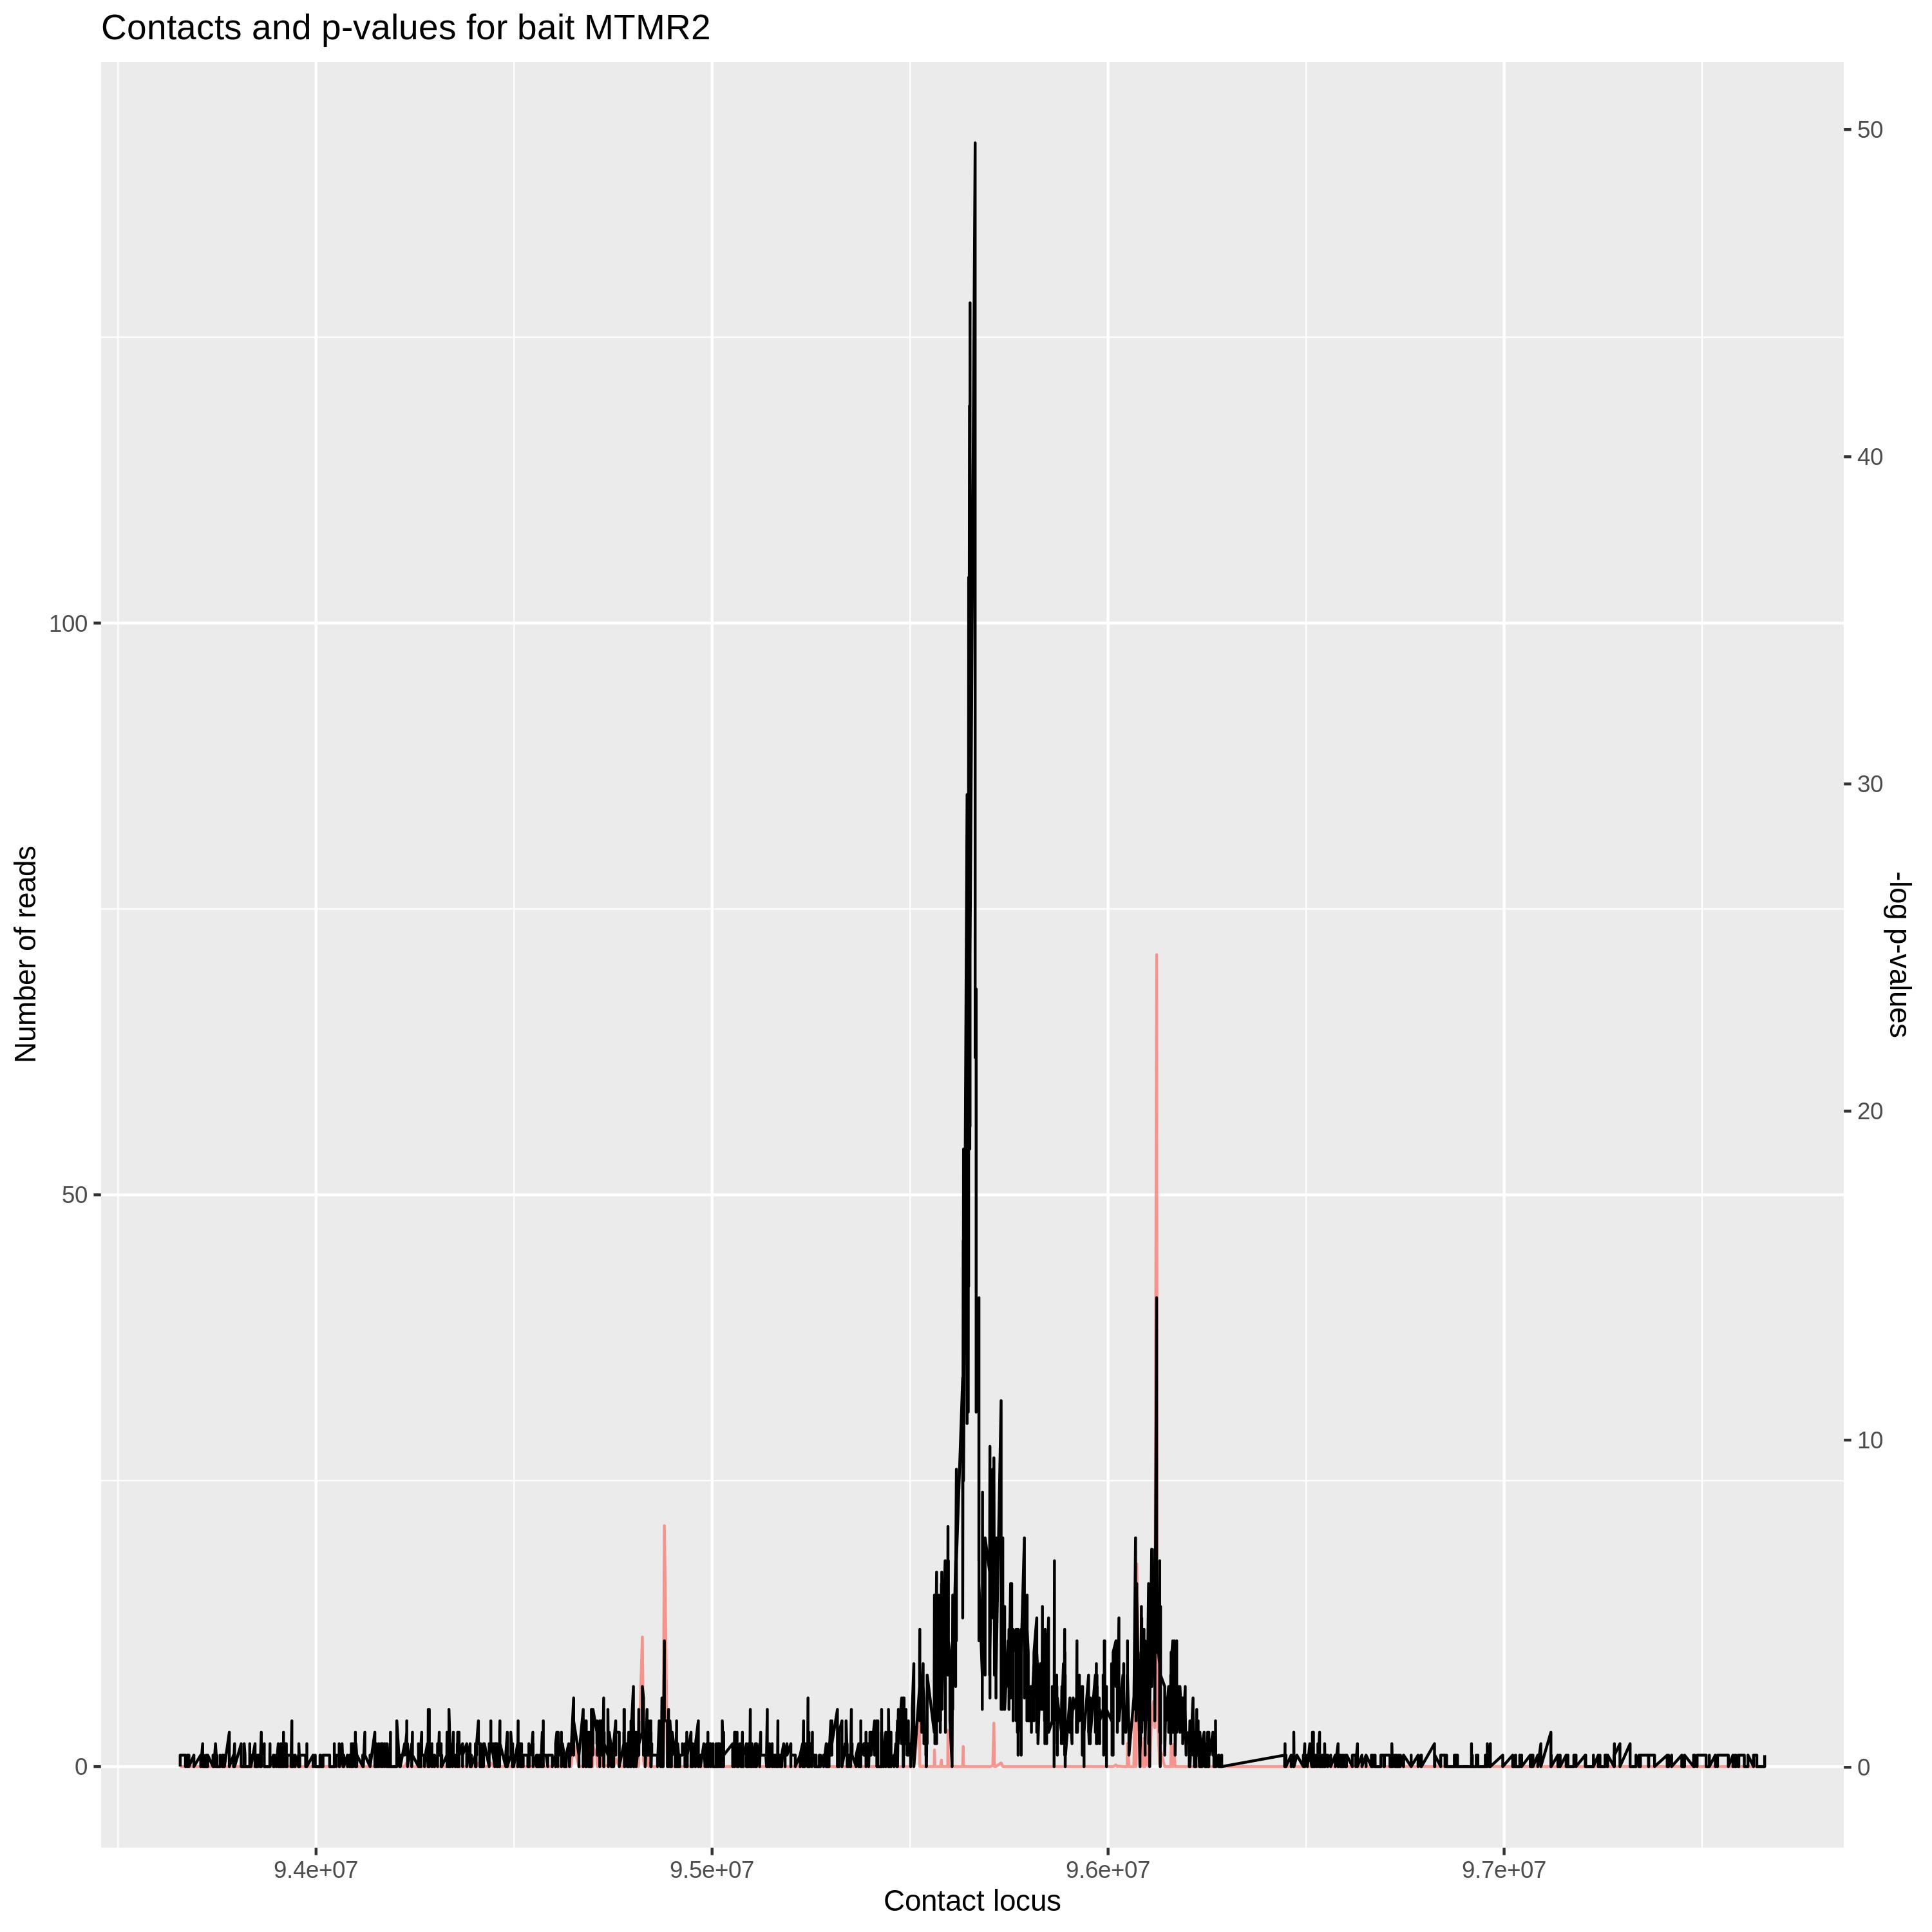 Contacts and p-values for bait MTMR2
50
40
100
30
Number of reads
-log p-values
20
50
10
0
0
9.4e+07
9.5e+07
9.6e+07
9.7e+07
Contact locus